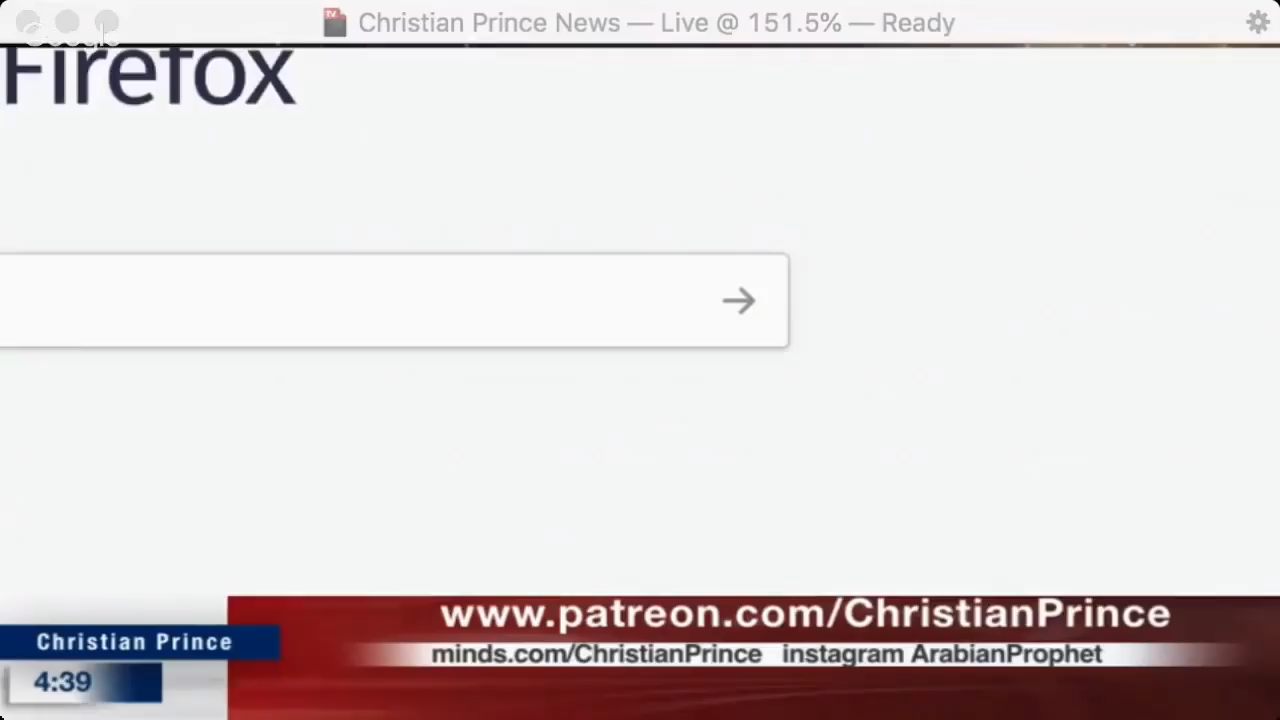 Christian Prince News — Live @ 151.5% — Ready
Google
Firefox
www.patreon.com/ChristianPrince
minds.com/ChristianPrince instagram ArabianProphet
Christian Prince
4:39